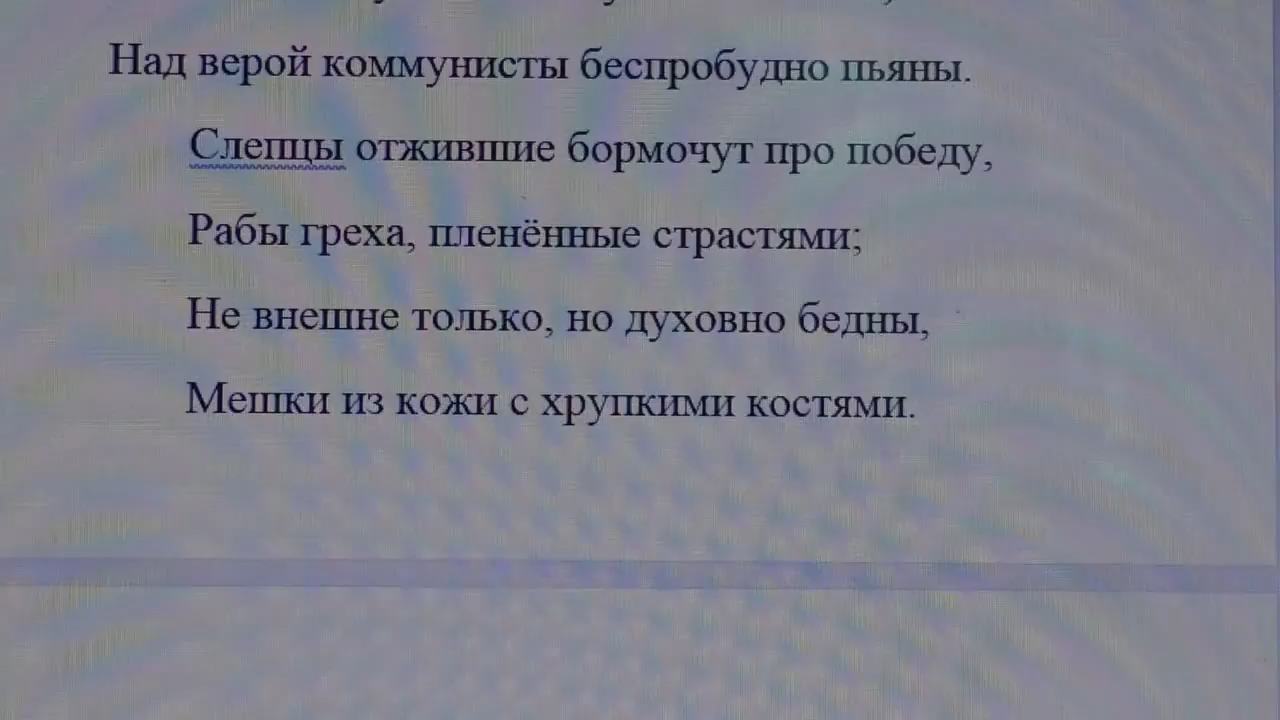 Над верой коммунисты беспробудно пьяны.
Слепцы отжившие бормочут про победу,
Рабы греха, пленённые страстями;
Не внешне только, но духовно бедны,
Мешки из кожи с хрупкими костями.